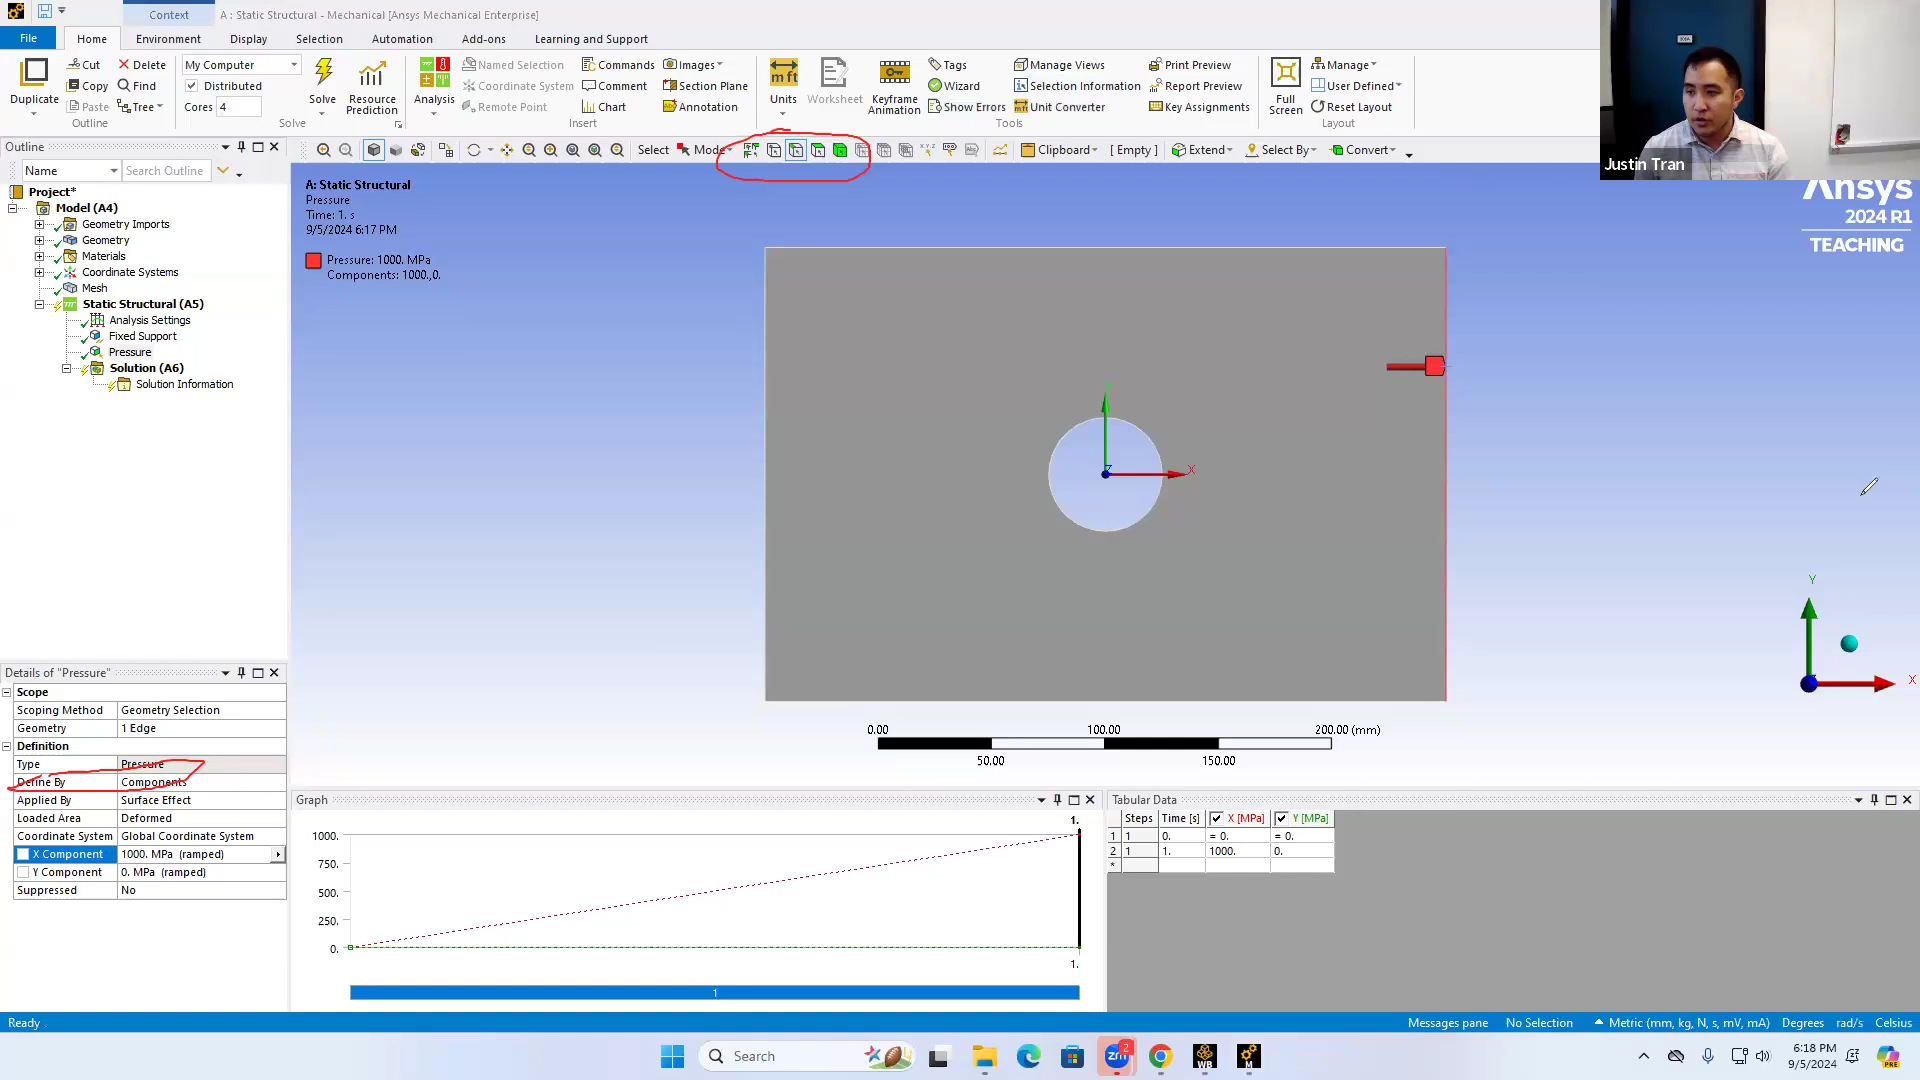 Context
A : Static Structural - Mechanical [Ansys Mechanical Enterprise]
File Home Environment Display Selection Automation Add-ons Learning and Support
Duplicate
Cut
Copy
Paste
Delete
Find
Tree
Outline
My Computer
Distributed
Cores 4
Solve
Resource
Prediction
Solve
Analysis
Named Selection
Coordinate System
Remote Point
Commands
Comment
Chart
Images
Section Plane
Annotation
Insert
Units
Worksheet
Keyframe
Animation
Tags
Wizard
Show Errors
Manage Views
Selection Information
Unit Converter
Print Preview
Report Preview
Key Assignments
Tools
Full
Screen
Manage
User Defined
Reset Layout
Layout
Justin Tran
Outline
Name Search Outline
Select Mode Clipboard [ Empty ] Extend Select By Convert
Project*
Model (A4)
Geometry Imports
Geometry
Materials
Coordinate Systems
Mesh
Static Structural (A5)
Analysis Settings
Fixed Support
Pressure
Solution (A6)
Solution Information
A: Static Structural
Pressure
Time: 1. s
9/5/2024 6:17 PM
Pressure: 1000. MPa
Components: 1000.,0.
Ansys
2024 R1
TEACHING
Y
Z
X
Y
X
0.00 100.00 200.00 (mm)
50.00 150.00
Details of "Pressure"
Scope
Scoping Method Geometry Selection
Geometry 1 Edge
Definition
Type Pressure
Define By Components
Applied By Surface Effect
Loaded Area Deformed
Coordinate System Global Coordinate System
X Component 1000. MPa (ramped)
Y Component 0. MPa (ramped)
Suppressed No
Graph
1.
1000.
750.
500.
250.
0.
1.
1
Tabular Data
Steps Time [s] X [MPa] Y [MPa]
1 1 0. = 0. = 0.
2 1 1. 1000. 0.
*
Ready
Messages pane No Selection Metric (mm, kg, N, s, mV, mA) Degrees rad/s Celsius
Search
zm
2
WB
M
6:18 PM
9/5/2024
PRE